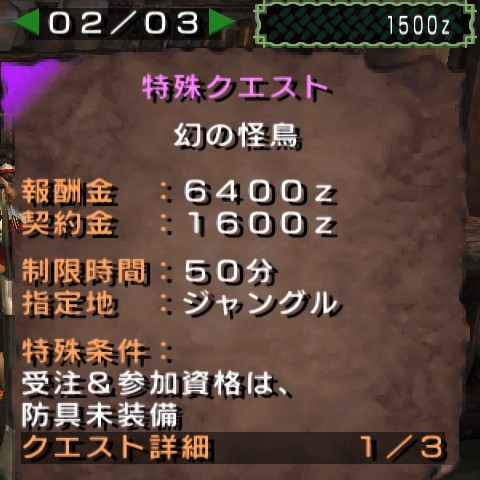 02／03
1500z
特殊クエスト
幻の怪鳥
報酬金　：6400z
契約金　：1600z
制限時間：50分
指定地　：ジャングル
特殊条件：
受注＆参加資格は、
防具未装備
クエスト詳細　1／3